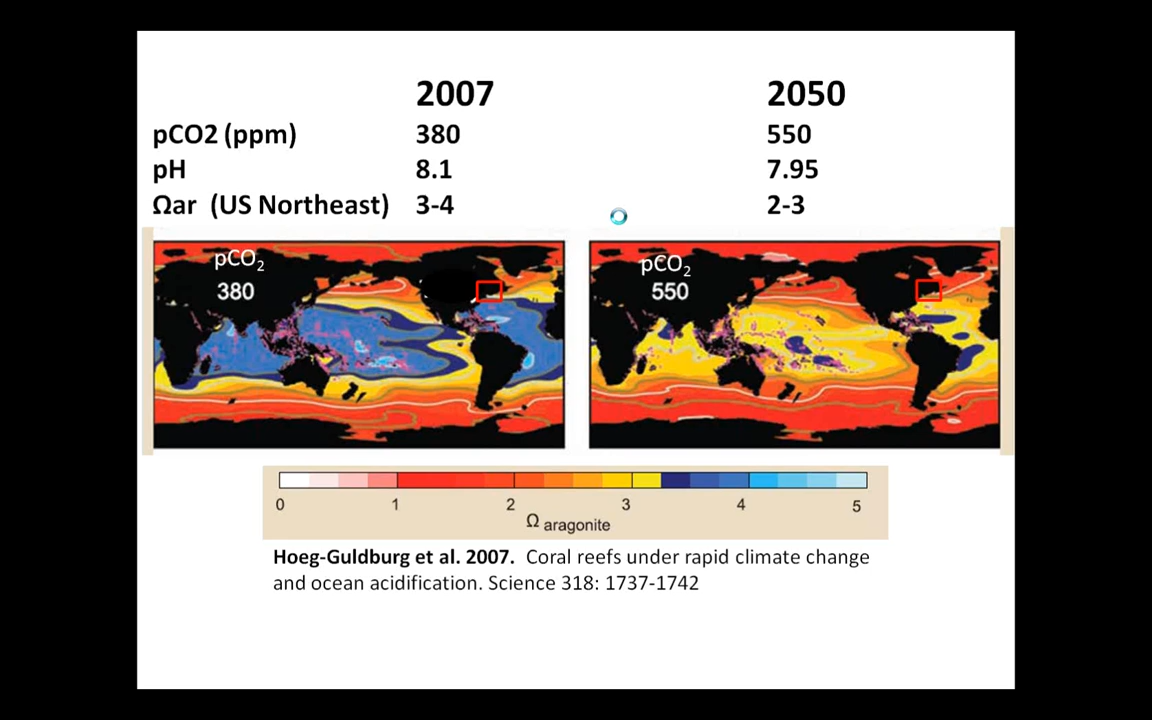 2007 2050
pCO2 (ppm) 380 550
pH 8.1 7.95
Ωar (US Northeast) 3-4 2-3
pCO₂ pCO₂
380 550
0 1 2 3 4 5
Ω aragonite
Hoeg-Guldburg et al. 2007. Coral reefs under rapid climate change
and ocean acidification. Science 318: 1737-1742